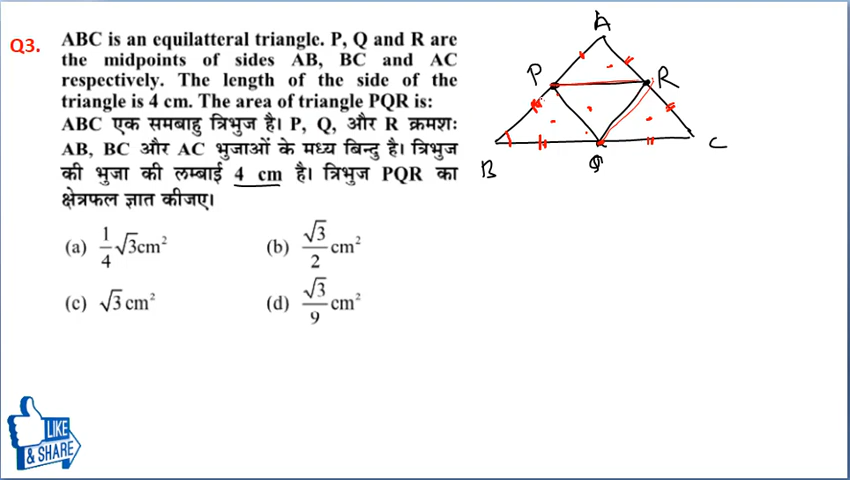 Q3. ABC is an equilatteral triangle. P, Q and R are
the midpoints of sides AB, BC and AC
respectively. The length of the side of the
triangle is 4 cm. The area of triangle PQR is:
ABC एक समबाहु त्रिभुज है। P, Q, और R क्रमशः
AB, BC और AC भुजाओं के मध्य बिन्दु है। त्रिभुज
की भुजा की लम्बाई 4 cm है। त्रिभुज PQR का
क्षेत्रफल ज्ञात कीजए।
(a) 1/4 √3cm² (b) √3/2 cm²
(c) √3 cm² (d) √3/9 cm²
A
P R
B Q C
LIKE
& SHARE